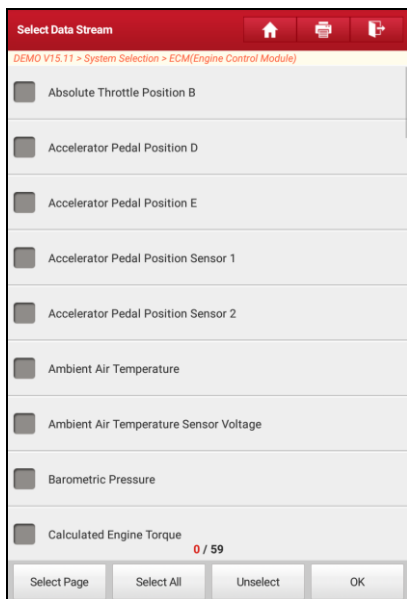 Select Data Stream
DEMO V15.11 > System Selection > ECM(Engine Control Module)
Absolute Throttle Position B
Accelerator Pedal Position D
Accelerator Pedal Position E
Accelerator Pedal Position Sensor 1
Accelerator Pedal Position Sensor 2
Ambient Air Temperature
Ambient Air Temperature Sensor Voltage
Barometric Pressure
Calculated Engine Torque
0 / 59
Select Page
Select All
Unselect
OK